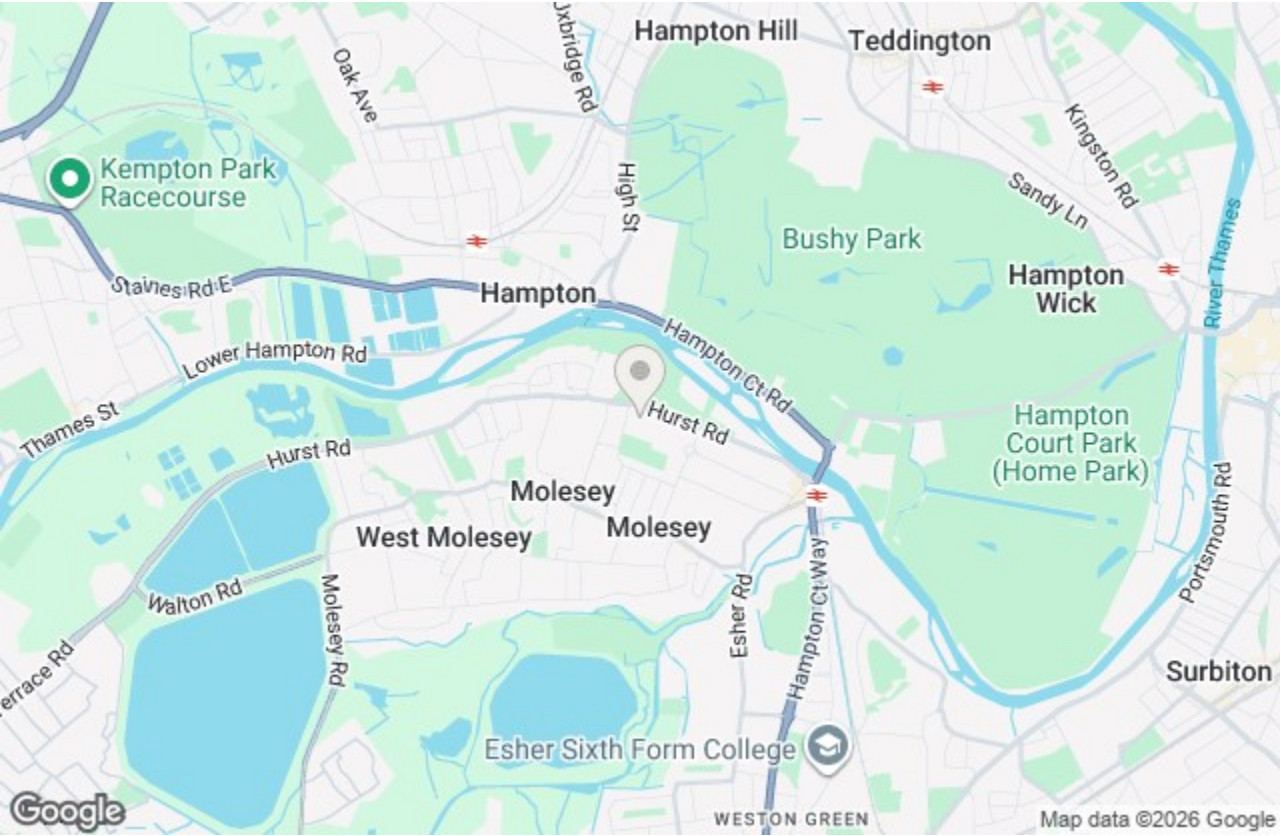 Hampton Hill
Teddington
Uxbridge Rd
Oak Ave
Kingston Rd
Kempton Park
Racecourse
High St
Sandy Ln
River Thames
Bushy Park
Hampton
Wick
Staines Rd E
Hampton
Hampton Ct Rd
Lower Hampton Rd
Thames St
Hurst Rd
Hurst Rd
Hampton
Court Park
(Home Park)
Portsmouth Rd
Molesey
Molesey
West Molesey
Walton Rd
Molesey Rd
Esher Rd
Hampton Ct Way
Terrace Rd
Surbiton
Esher Sixth Form College
Google
WESTON GREEN
Map data ©2026 Google